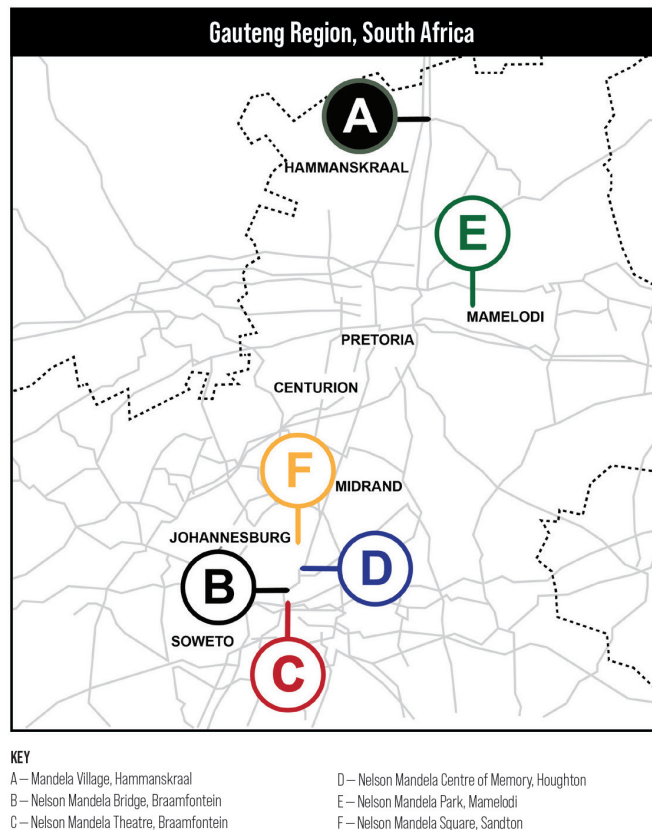 Gauteng Region, South Africa
A
HAMMANSKRAAL
E
MAMELODI
PRETORIA
CENTURION
F
MIDRAND
JOHANNESBURG
D
B
SOWETO
C
KEY
A – Mandela Village, Hammanskraal
B – Nelson Mandela Bridge, Braamfontein
C – Nelson Mandela Theatre, Braamfontein
D – Nelson Mandela Centre of Memory, Houghton
E – Nelson Mandela Park, Mamelodi
F – Nelson Mandela Square, Sandton